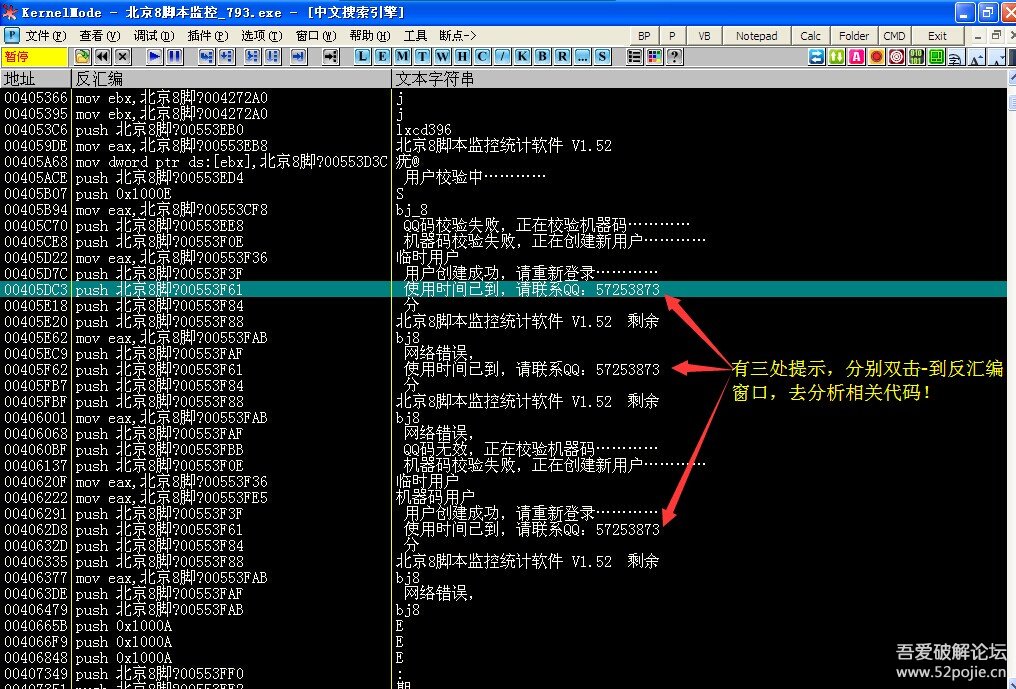 KernelMode - 北京8脚本监控_793.exe - [中文搜索引擎]
文件(F) 查看(V) 调试(D) 插件(P) 选项(T) 窗口(W) 帮助(H) 工具 断点-> BP P VB Notepad Calc Folder CMD Exit
暂停 L E M T W H C / K B R ... S ?
地址 反汇编 文本字符串
00405366 mov ebx,北京8脚?004272A0 j
00405395 mov ebx,北京8脚?004272A0 j
004053C6 push 北京8脚?00553EB0 lxcd396
004059DE mov eax,北京8脚?00553EB8 北京8脚本监控统计软件 V1.52
00405A68 mov dword ptr ds:[ebx],北京8脚?00553D3C 疣@
00405ACE push 北京8脚?00553ED4 用户校验中…………
00405B07 push 0x1000E S
00405B94 mov eax,北京8脚?00553CF8 bj_8
00405C70 push 北京8脚?00553EE8 QQ码校验失败，正在校验机器码…………
00405CE8 push 北京8脚?00553F0E 机器码校验失败，正在创建新用户…………
00405D22 mov eax,北京8脚?00553F36 临时用户
00405D7C push 北京8脚?00553F3F 用户创建成功，请重新登录…………
00405DC3 push 北京8脚?00553F61 使用时间已到，请联系QQ：57253873
00405E18 push 北京8脚?00553F84 分
00405E20 push 北京8脚?00553F88 北京8脚本监控统计软件 V1.52 剩余
00405E62 mov eax,北京8脚?00553FAB bj8
00405EC9 push 北京8脚?00553FAF 网络错误，
00405F62 push 北京8脚?00553F61 使用时间已到，请联系QQ：57253873
00405FB7 push 北京8脚?00553F84 分
00405FBF push 北京8脚?00553F88 北京8脚本监控统计软件 V1.52 剩余
00406001 mov eax,北京8脚?00553FAB bj8
00406068 push 北京8脚?00553FAF 网络错误，
004060BF push 北京8脚?00553FBB QQ码无效，正在校验机器码…………
00406137 push 北京8脚?00553F0E 机器码校验失败，正在创建新用户…………
0040620F mov eax,北京8脚?00553F36 临时用户
00406222 mov eax,北京8脚?00553FE5 机器码用户
00406291 push 北京8脚?00553F3F 用户创建成功，请重新登录…………
004062D8 push 北京8脚?00553F61 使用时间已到，请联系QQ：57253873
0040632D push 北京8脚?00553F84 分
00406335 push 北京8脚?00553F88 北京8脚本监控统计软件 V1.52 剩余
00406377 mov eax,北京8脚?00553FAB bj8
004063DE push 北京8脚?00553FAF 网络错误，
00406479 push 北京8脚?00553FAB bj8
0040665B push 0x1000A E
004066F9 push 0x1000A E
00406848 push 0x1000A E
00407349 push 北京8脚?00553FF0 :
有三处提示，分别双击-到反汇编
窗口，去分析相关代码！
吾爱破解论坛
www.52pojie.cn